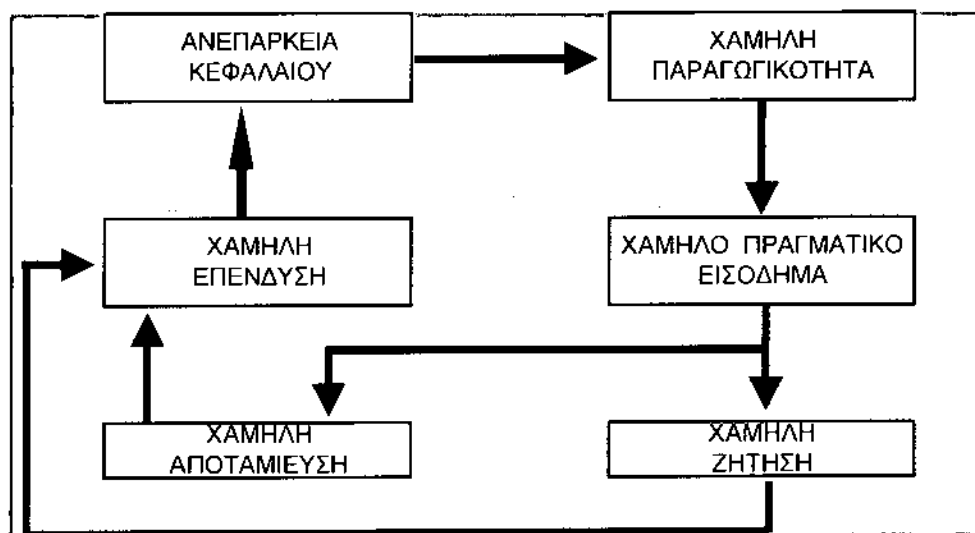 ΑΝΕΠΑΡΚΕΙΑ
ΚΕΦΑΛΑΙΟΥ
ΧΑΜΗΛΗ
ΠΑΡΑΓΩΓΙΚΟΤΗΤΑ
ΧΑΜΗΛΗ
ΕΠΕΝΔΥΣΗ
ΧΑΜΗΛΟ ΠΡΑΓΜΑΤΙΚΟ
ΕΙΣΟΔΗΜΑ
ΧΑΜΗΛΗ
ΑΠΟΤΑΜΙΕΥΣΗ
ΧΑΜΗΛΗ
ΖΗΤΗΣΗ